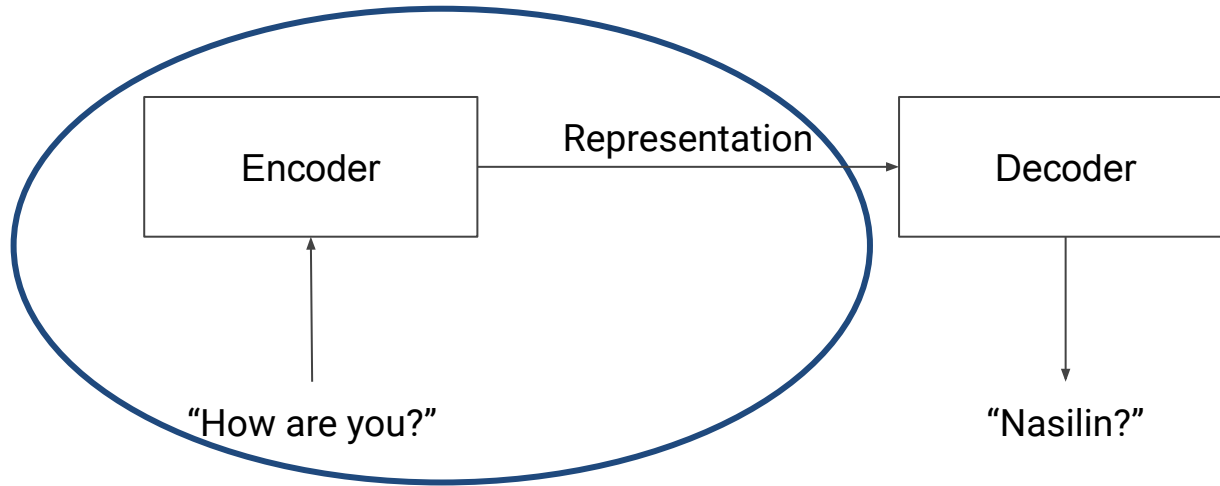 Representation
Encoder
Decoder
“How are you?”
“Nasilin?”